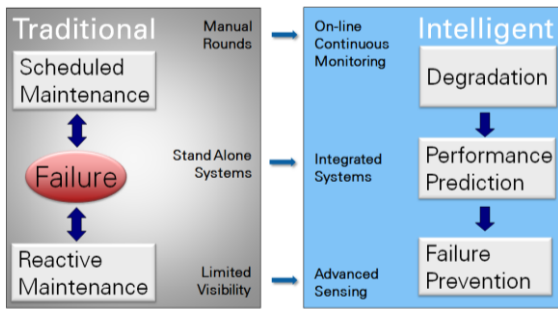 Traditional
Scheduled
Maintenance
Failure
Reactive
Maintenance
Manual
Rounds
Stand Alone
Systems
Limited
Visibility
On-line
Continuous
Monitoring
Integrated
Systems
Advanced
Sensing
Intelligent
Degradation
Performance
Prediction
Failure
Prevention